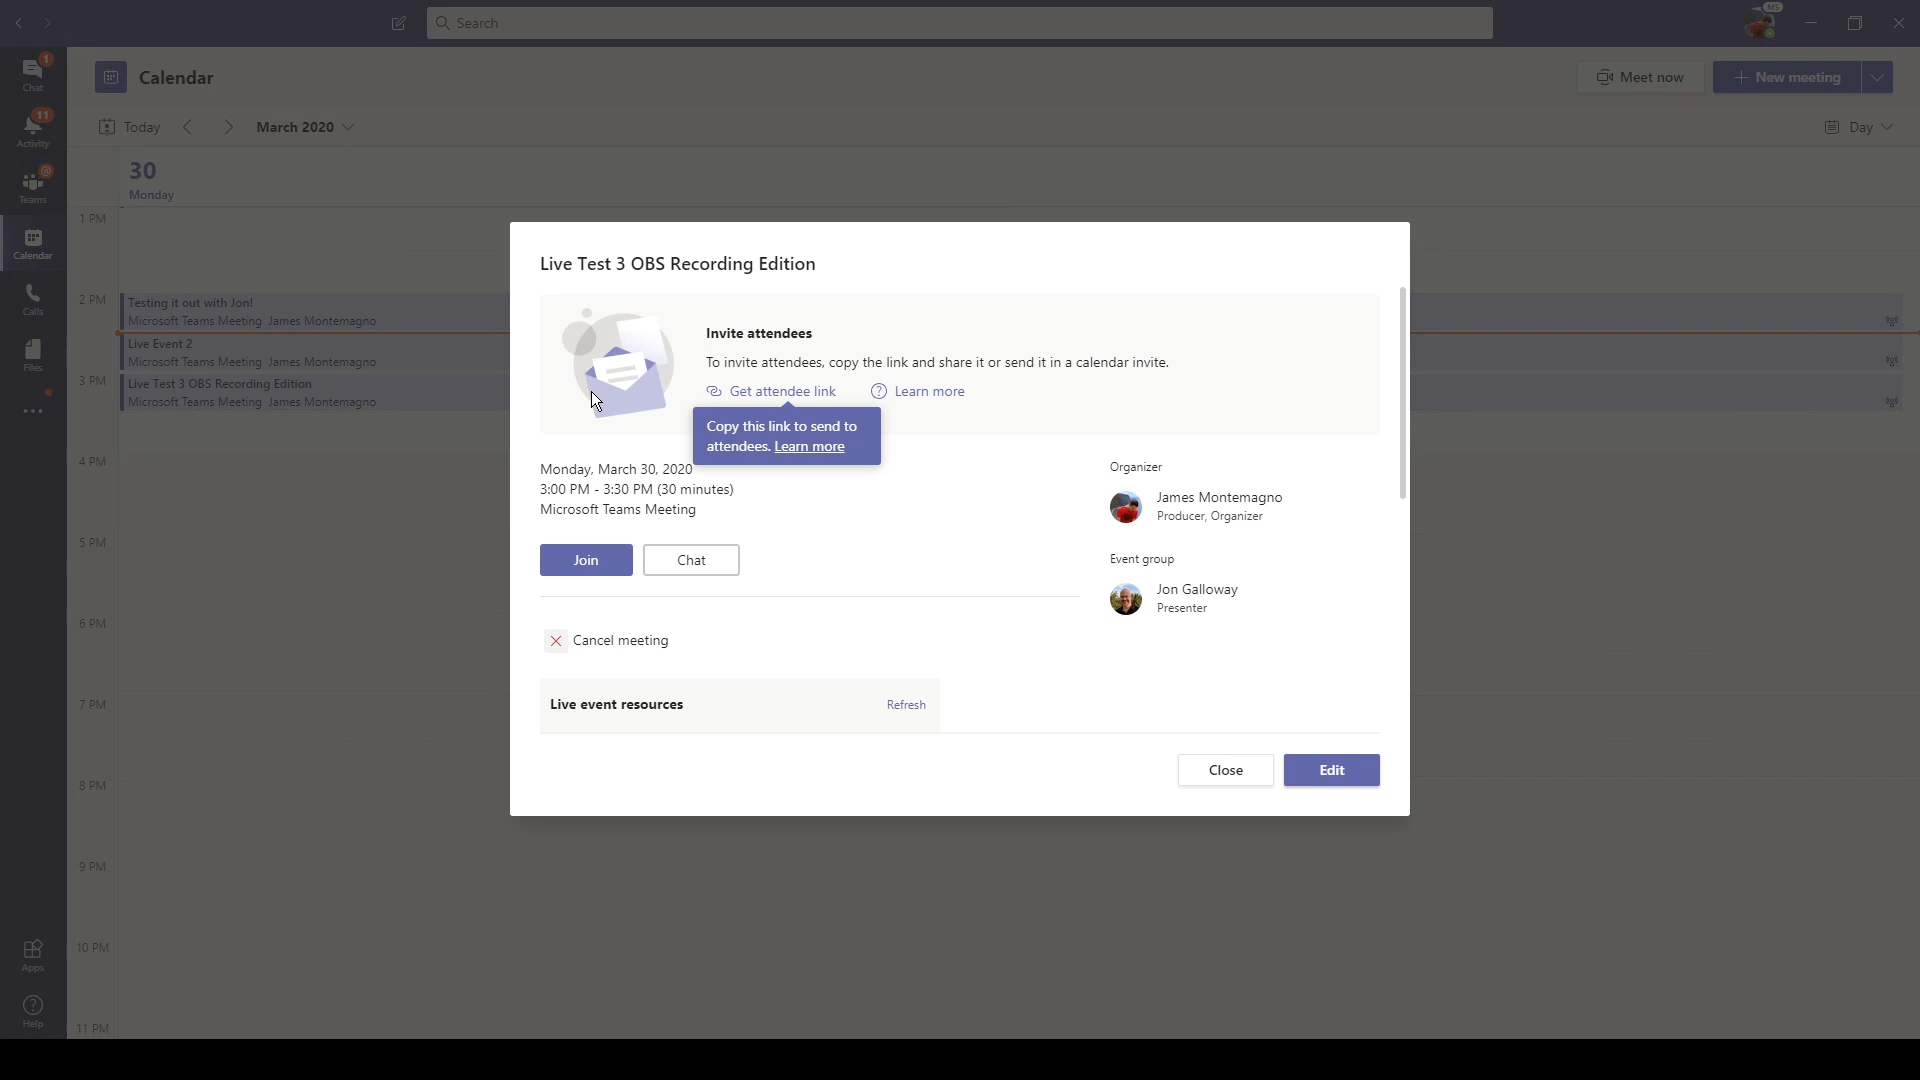 Search
MS
1
Chat
Calendar
Meet now
New meeting
11
Activity
Today
March 2020
Day
30
Monday
@
Teams
1 PM
Calendar
Live Test 3 OBS Recording Edition
Calls
2 PM
Testing it out with Jon!
Microsoft Teams Meeting James Montemagno
Invite attendees
Live Event 2
Microsoft Teams Meeting James Montemagno
To invite attendees, copy the link and share it or send it in a calendar invite.
Files
3 PM
Live Test 3 OBS Recording Edition
Microsoft Teams Meeting James Montemagno
Get attendee link
Learn more
Copy this link to send to
attendees. Learn more
4 PM
Monday, March 30, 2020
3:00 PM - 3:30 PM (30 minutes)
Microsoft Teams Meeting
Organizer
James Montemagno
Producer, Organizer
5 PM
Join
Chat
Event group
Jon Galloway
Presenter
6 PM
Cancel meeting
7 PM
Live event resources
Refresh
8 PM
Close
Edit
9 PM
10 PM
Apps
Help
11 PM